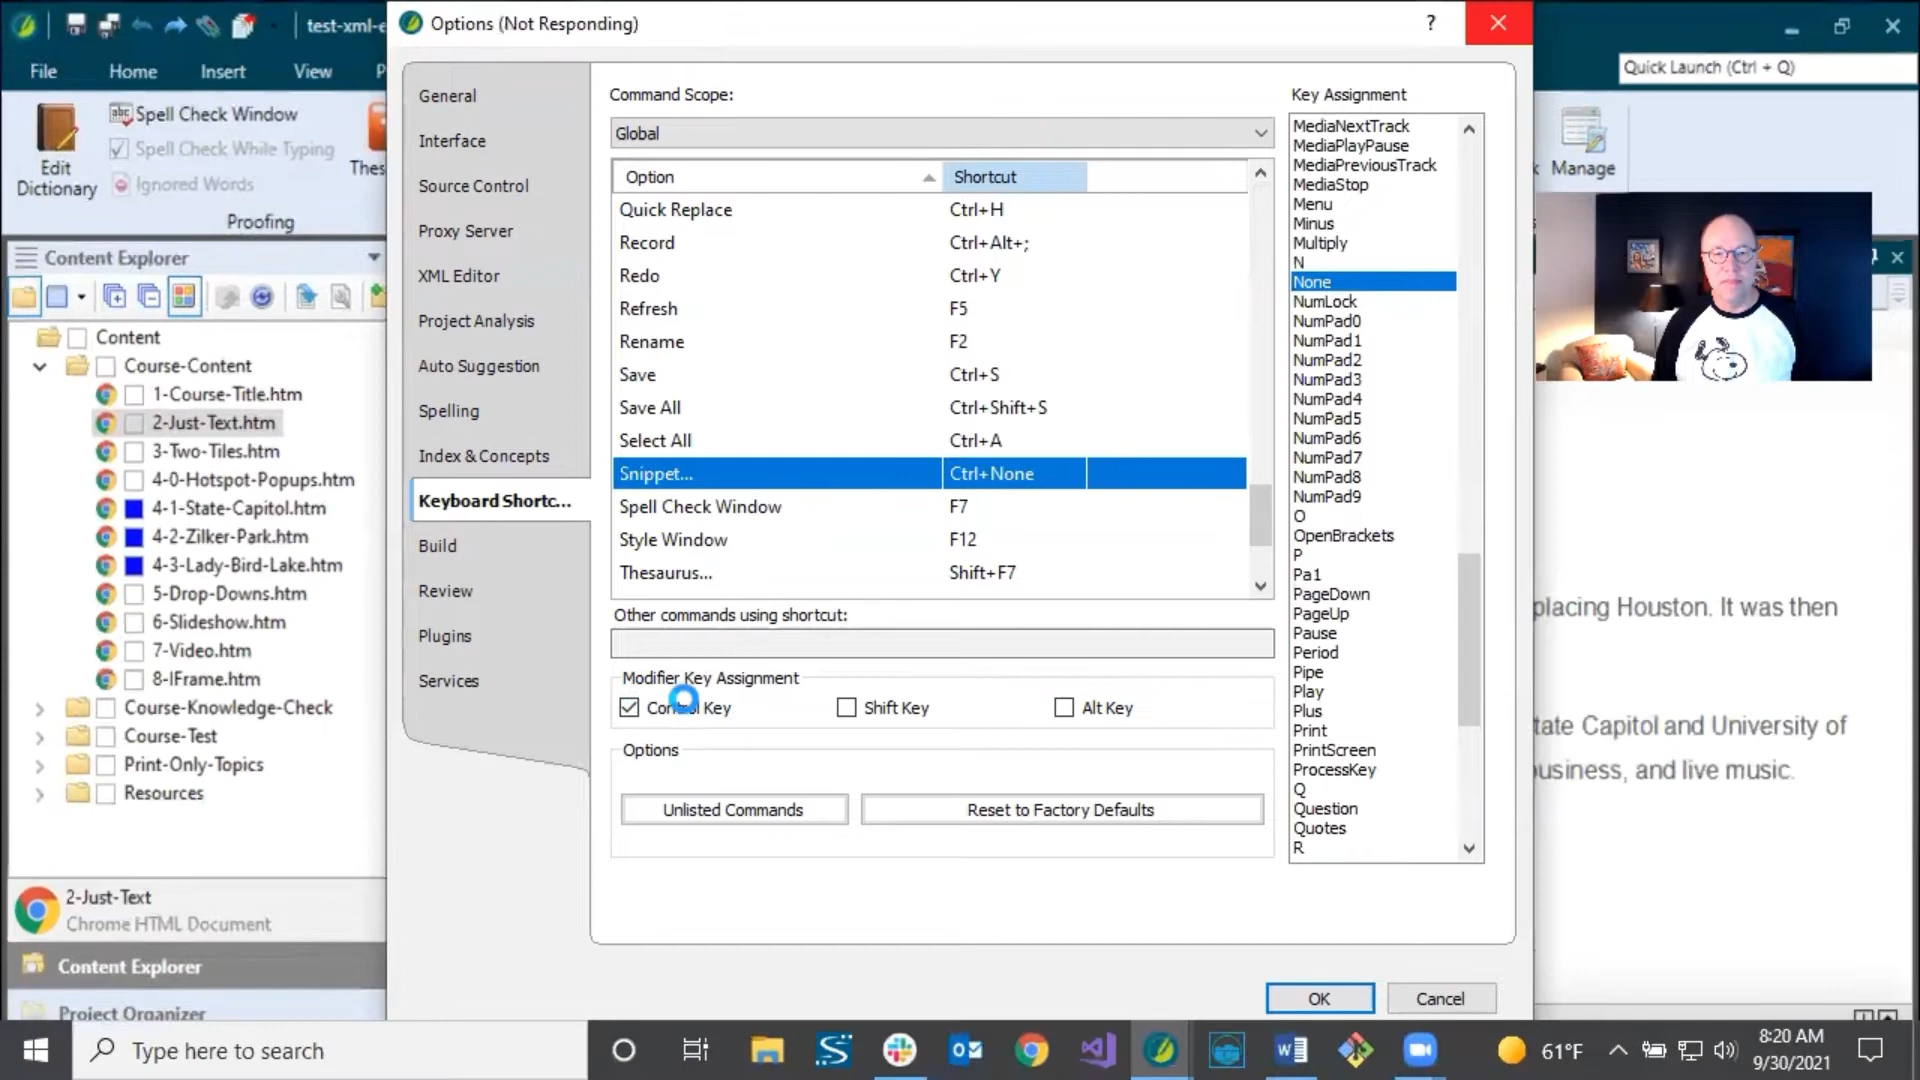 test-xml-e
Options (Not Responding)
?
File
Home
Insert
View
P
Quick Launch (Ctrl + Q)
Edit
Dictionary
Spell Check Window
Spell Check While Typing
Ignored Words
Thes
Proofing
Manage
Content Explorer
Content
Course-Content
1-Course-Title.htm
2-Just-Text.htm
3-Two-Tiles.htm
4-0-Hotspot-Popups.htm
4-1-State-Capitol.htm
4-2-Zilker-Park.htm
4-3-Lady-Bird-Lake.htm
5-Drop-Downs.htm
6-Slideshow.htm
7-Video.htm
8-IFrame.htm
Course-Knowledge-Check
Course-Test
Print-Only-Topics
Resources
2-Just-Text
Chrome HTML Document
Content Explorer
Project Organizer
General
Interface
Source Control
Proxy Server
XML Editor
Project Analysis
Auto Suggestion
Spelling
Index & Concepts
Keyboard Shortc...
Build
Review
Plugins
Services
Command Scope:
Global
Option Shortcut
Quick Replace Ctrl+H
Record Ctrl+Alt+;
Redo Ctrl+Y
Refresh F5
Rename F2
Save Ctrl+S
Save All Ctrl+Shift+S
Select All Ctrl+A
Snippet... Ctrl+None
Spell Check Window F7
Style Window F12
Thesaurus... Shift+F7
Other commands using shortcut:
Modifier Key Assignment
Control Key
Shift Key
Alt Key
Options
Unlisted Commands
Reset to Factory Defaults
Key Assignment
MediaNextTrack
MediaPlayPause
MediaPreviousTrack
MediaStop
Menu
Minus
Multiply
N
None
NumLock
NumPad0
NumPad1
NumPad2
NumPad3
NumPad4
NumPad5
NumPad6
NumPad7
NumPad8
NumPad9
O
OpenBrackets
P
Pa1
PageDown
PageUp
Pause
Period
Pipe
Play
Plus
Print
PrintScreen
ProcessKey
Q
Question
Quotes
R
OK
Cancel
placing Houston. It was then
tate Capitol and University of
business, and live music.
Type here to search
61°F
8:20 AM
9/30/2021